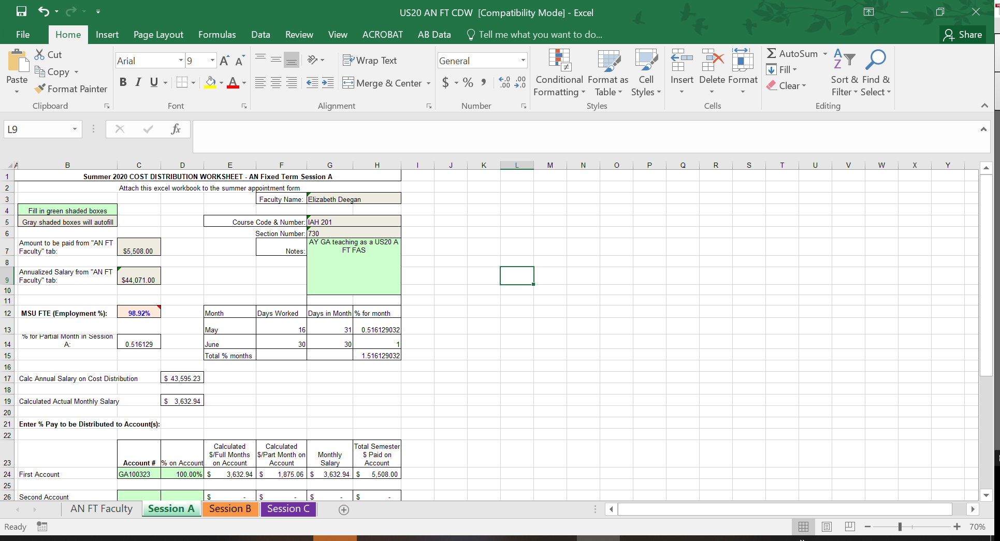 US20 AN FT CDW [Compatibility Mode] - Excel
File Home Insert Page Layout Formulas Data Review View ACROBAT AB Data Tell me what you want to do... Share
Paste Cut Copy Format Painter Clipboard
Arial 9 A A B I U A Font
Wrap Text Merge & Center Alignment
General $ % , .0 .00 .00 .0 Number
Conditional Formatting Format as Table Cell Styles Styles
Insert Delete Format Cells
AutoSum Fill Clear Sort & Filter Find & Select Editing
L9 fx
A B C D E F G H I J K L M N O P Q R S T U V W X Y
1 Summer 2020 COST DISTRIBUTION WORKSHEET - AN Fixed Term Session A
2 Attach this excel workbook to the summer appointment form
3 Faculty Name: Elizabeth Deegan
4 Fill in green shaded boxes
5 Gray shaded boxes will autofill Course Code & Number: IAH 201
6 Section Number: 730
7 Amount to be paid from "AN FT Faculty" tab: $5,508.00 Notes: AY GA teaching as a US20 A FT FAS
8
9 Annualized Salary from "AN FT Faculty" tab: $44,071.00
10
11
12 MSU FTE (Employment %): 98.92% Month Days Worked Days in Month % for month
13 May 16 31 0.516129032
14 % for Partial Month in Session A: 0.516129 June 30 30 1
15 Total % months 1.516129032
16
17 Calc Annual Salary on Cost Distribution $ 43,595.23
18
19 Calculated Actual Monthly Salary $ 3,632.94
20
21 Enter % Pay to be Distributed to Account(s):
22
23 Account # % on Account Calculated $/Full Months on Account Calculated $/Part Month on Account Monthly Salary Total Semester $ Paid on Account
24 First Account GA100323 100.00% $ 3,632.94 $ 1,875.06 $ 3,632.94 $ 5,508.00
25
26 Second Account $ - $ - $ - $ -
AN FT Faculty Session A Session B Session C
Ready 70%